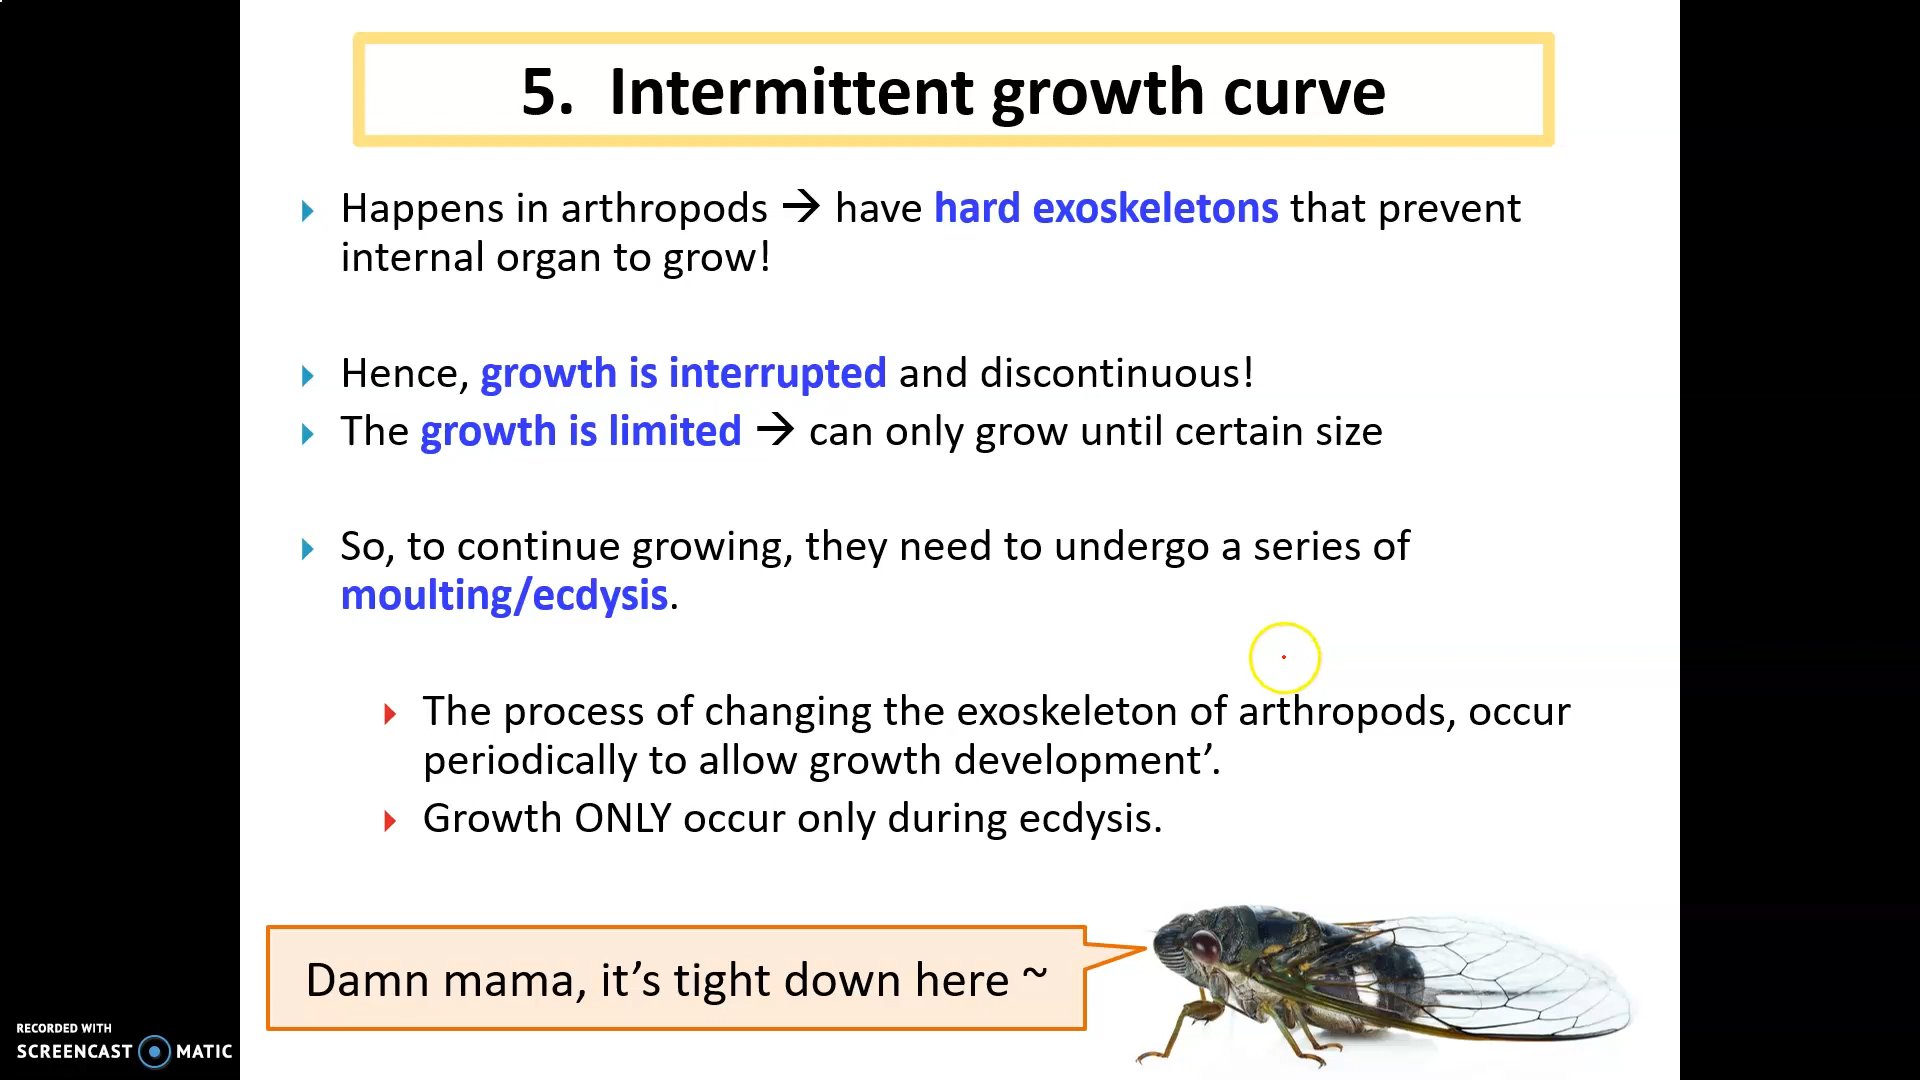 5. Intermittent growth curve
Happens in arthropods → have hard exoskeletons that prevent
internal organ to grow!
Hence, growth is interrupted and discontinuous!
The growth is limited → can only grow until certain size
So, to continue growing, they need to undergo a series of
moulting/ecdysis.
The process of changing the exoskeleton of arthropods, occur
periodically to allow growth development’.
Growth ONLY occur only during ecdysis.
Damn mama, it’s tight down here ~
RECORDED WITH
SCREENCAST MATIC